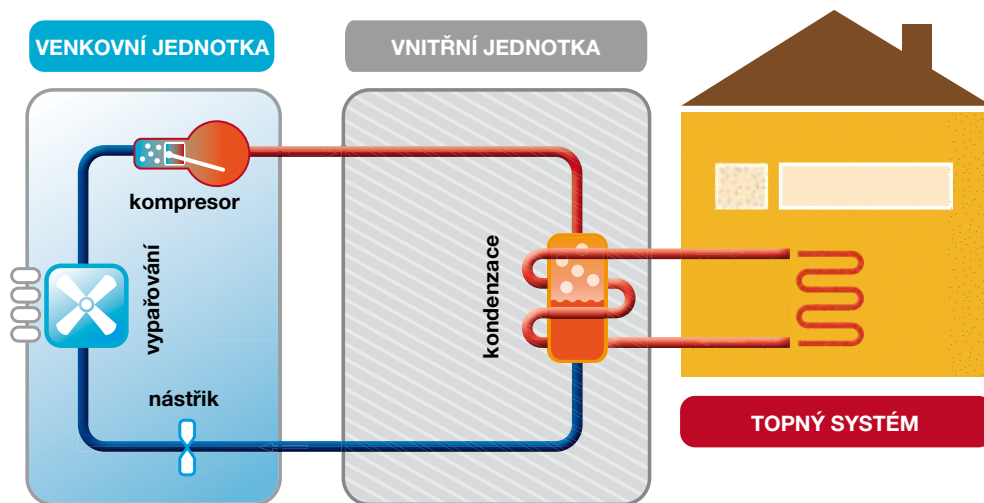 VENKOVNÍ JEDNOTKA
VNITŘNÍ JEDNOTKA
kompresor
vypařování
kondenzace
nástřik
TOPNÝ SYSTÉM